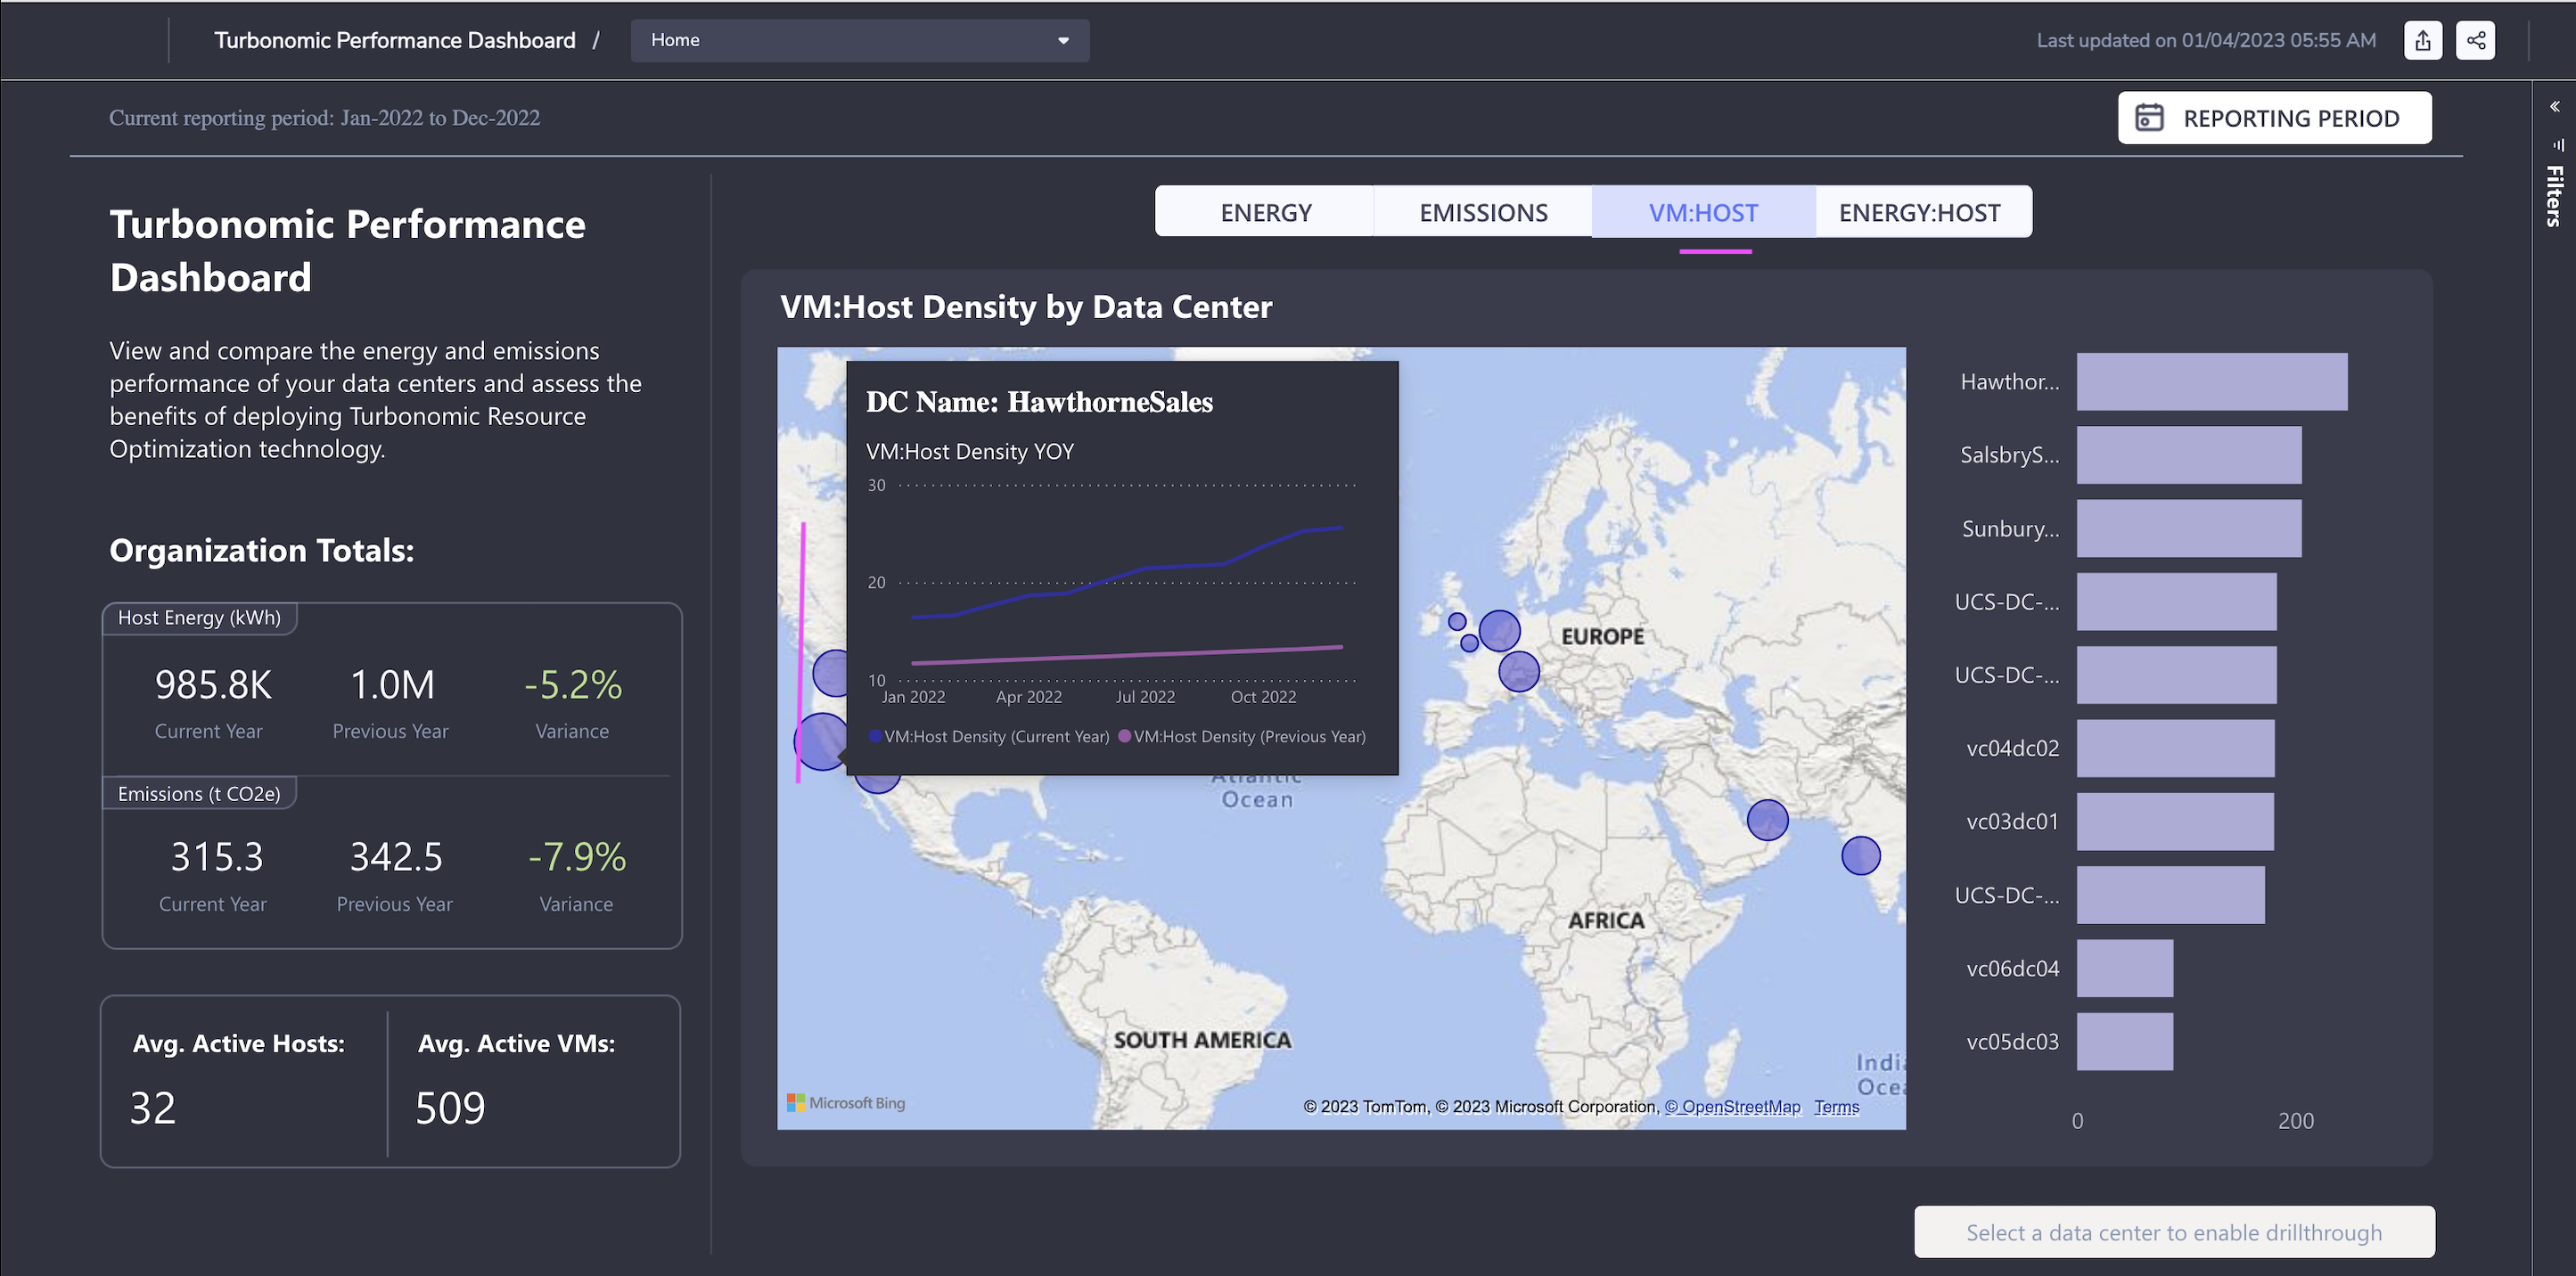 Turbonomic Performance Dashboard / Home
Last updated on 01/04/2023 05:55 AM
Current reporting period: Jan-2022 to Dec-2022
REPORTING PERIOD
Filters
Turbonomic Performance
Dashboard
View and compare the energy and emissions
performance of your data centers and assess the
benefits of deploying Turbonomic Resource
Optimization technology.
Organization Totals:
Host Energy (kWh)
985.8K 1.0M -5.2%
Current Year Previous Year Variance
Emissions (t CO2e)
315.3 342.5 -7.9%
Current Year Previous Year Variance
Avg. Active Hosts: Avg. Active VMs:
32 509
ENERGY EMISSIONS VM:HOST ENERGY:HOST
VM:Host Density by Data Center
DC Name: HawthorneSales
VM:Host Density YOY
30
20
10
Jan 2022 Apr 2022 Jul 2022 Oct 2022
VM:Host Density (Current Year) VM:Host Density (Previous Year)
EUROPE
Atlantic
Ocean
AFRICA
SOUTH AMERICA
Indi
Oce
Microsoft Bing
© 2023 TomTom, © 2023 Microsoft Corporation, © OpenStreetMap Terms
Hawthor...
SalsbryS...
Sunbury...
UCS-DC-...
UCS-DC-...
vc04dc02
vc03dc01
UCS-DC-...
vc06dc04
vc05dc03
0 200
Select a data center to enable drillthrough